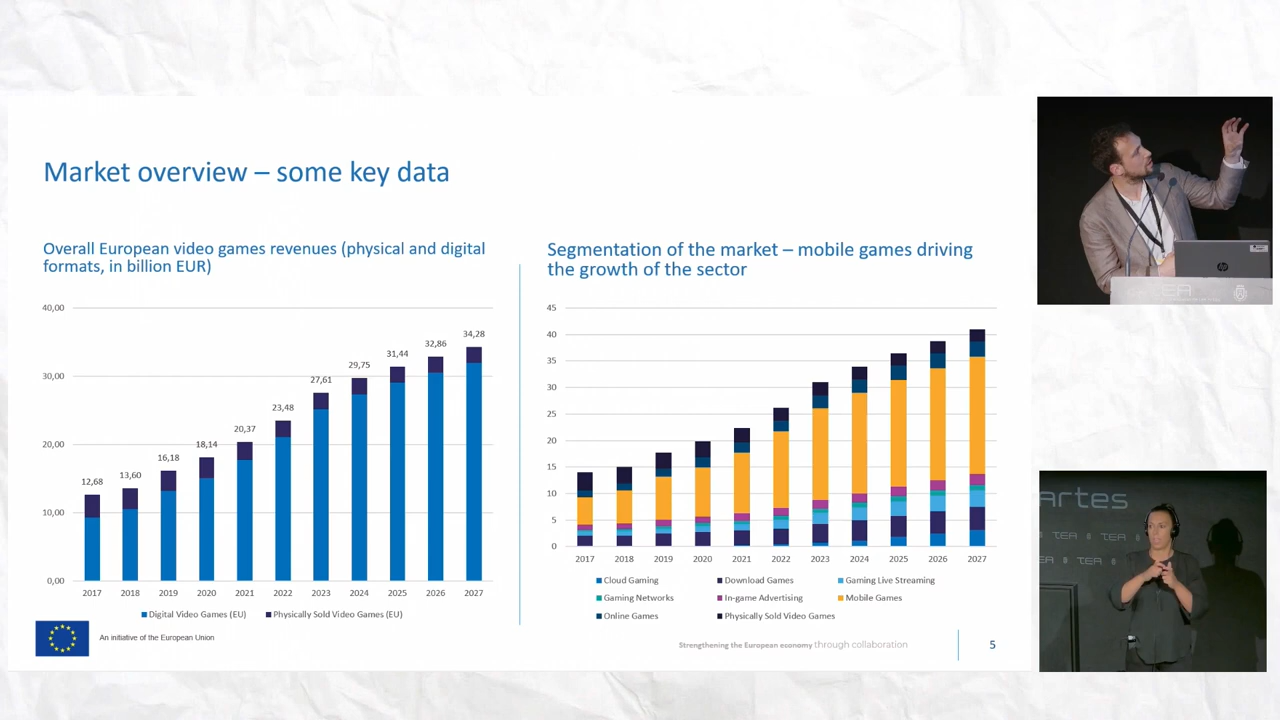 Market overview – some key data
Overall European video games revenues (physical and digital
formats, in billion EUR)
40,00
30,00
20,00
10,00
0,00
12,68
13,60
16,18
18,14
20,37
23,48
27,61
29,75
31,44
32,86
34,28
2017 2018 2019 2020 2021 2022 2023 2024 2025 2026 2027
Digital Video Games (EU) Physically Sold Video Games (EU)
Segmentation of the market – mobile games driving
the growth of the sector
45
40
35
30
25
20
15
10
5
0
2017 2018 2019 2020 2021 2022 2023 2024 2025 2026 2027
Cloud Gaming Download Games Gaming Live Streaming
Gaming Networks In-game Advertising Mobile Games
Online Games Physically Sold Video Games
An initiative of the European Union
Strengthening the European economy through collaboration
5
hp
TEA
artes
TEA TEA TEA
TEA TEA